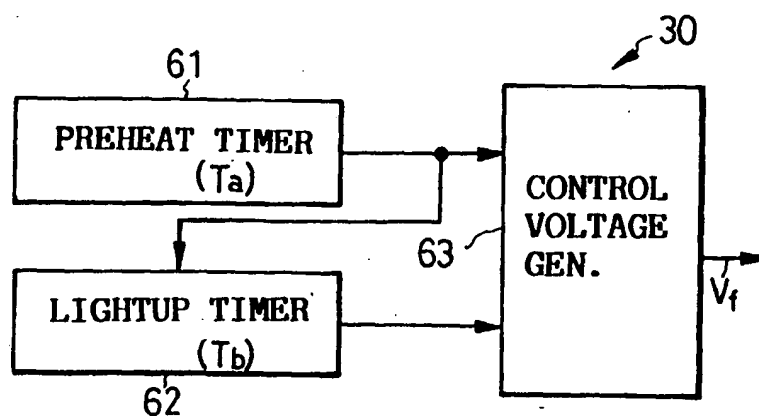 30
61
PREHEAT TIMER
(Ta)
CONTROL
VOLTAGE
GEN.
63
Vf
LIGHTUP TIMER
(Tb)
62